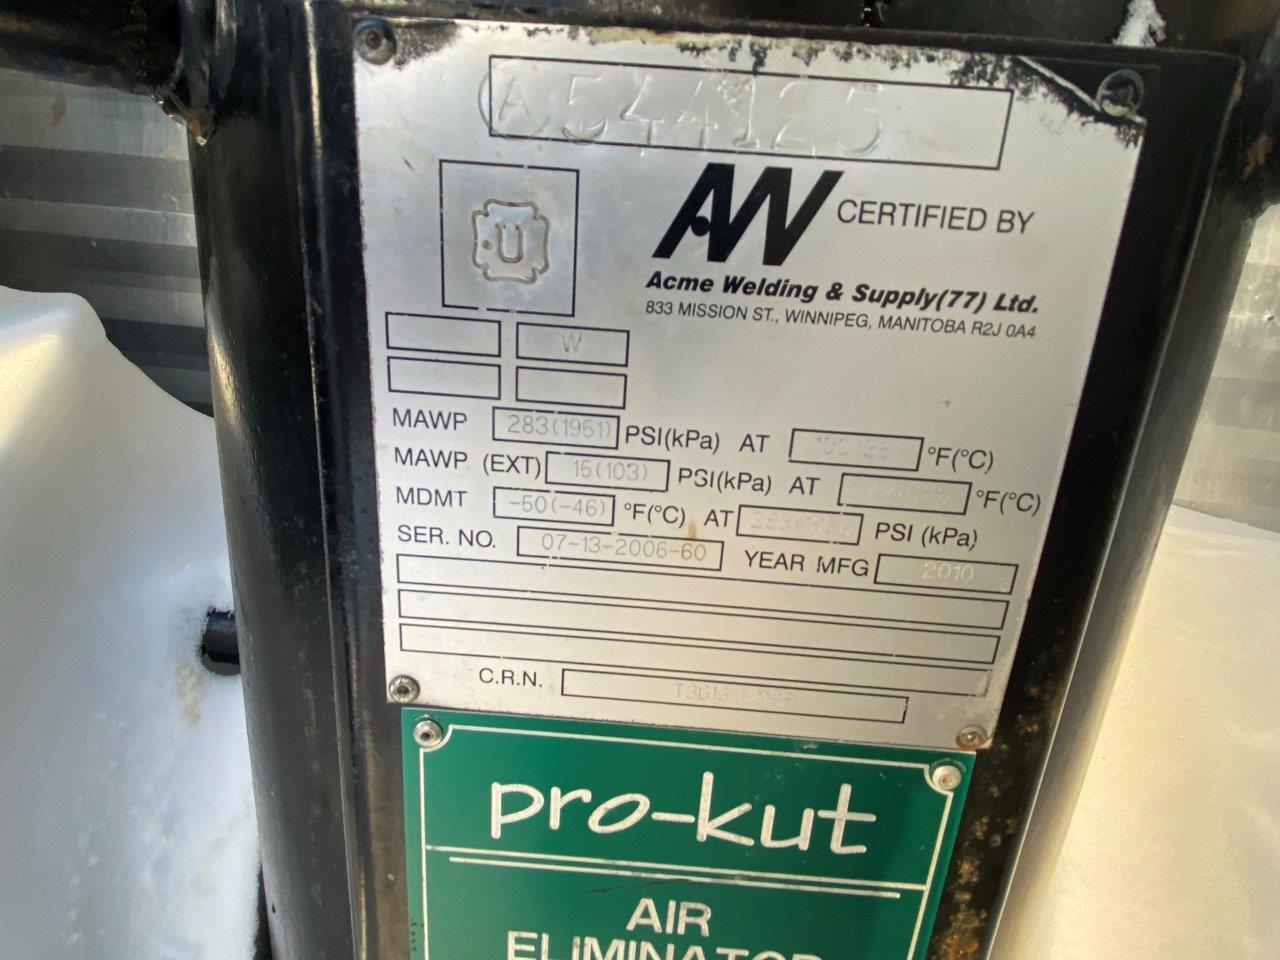 A544123
U
AW CERTIFIED BY
Acme Welding & Supply(77) Ltd.
833 MISSION ST., WINNIPEG, MANITOBA R2J 0A4
W
MAWP 283(1951) PSI(kPa) AT °F(°C)
MAWP (EXT) 15(103) PSI(kPa) AT °F(°C)
MDMT -50(-46) °F(°C) AT PSI (kPa)
SER. NO. 07-13-2006-60 YEAR MFG 2010
C.R.N.
pro-kut
AIR
ELIMINATOR